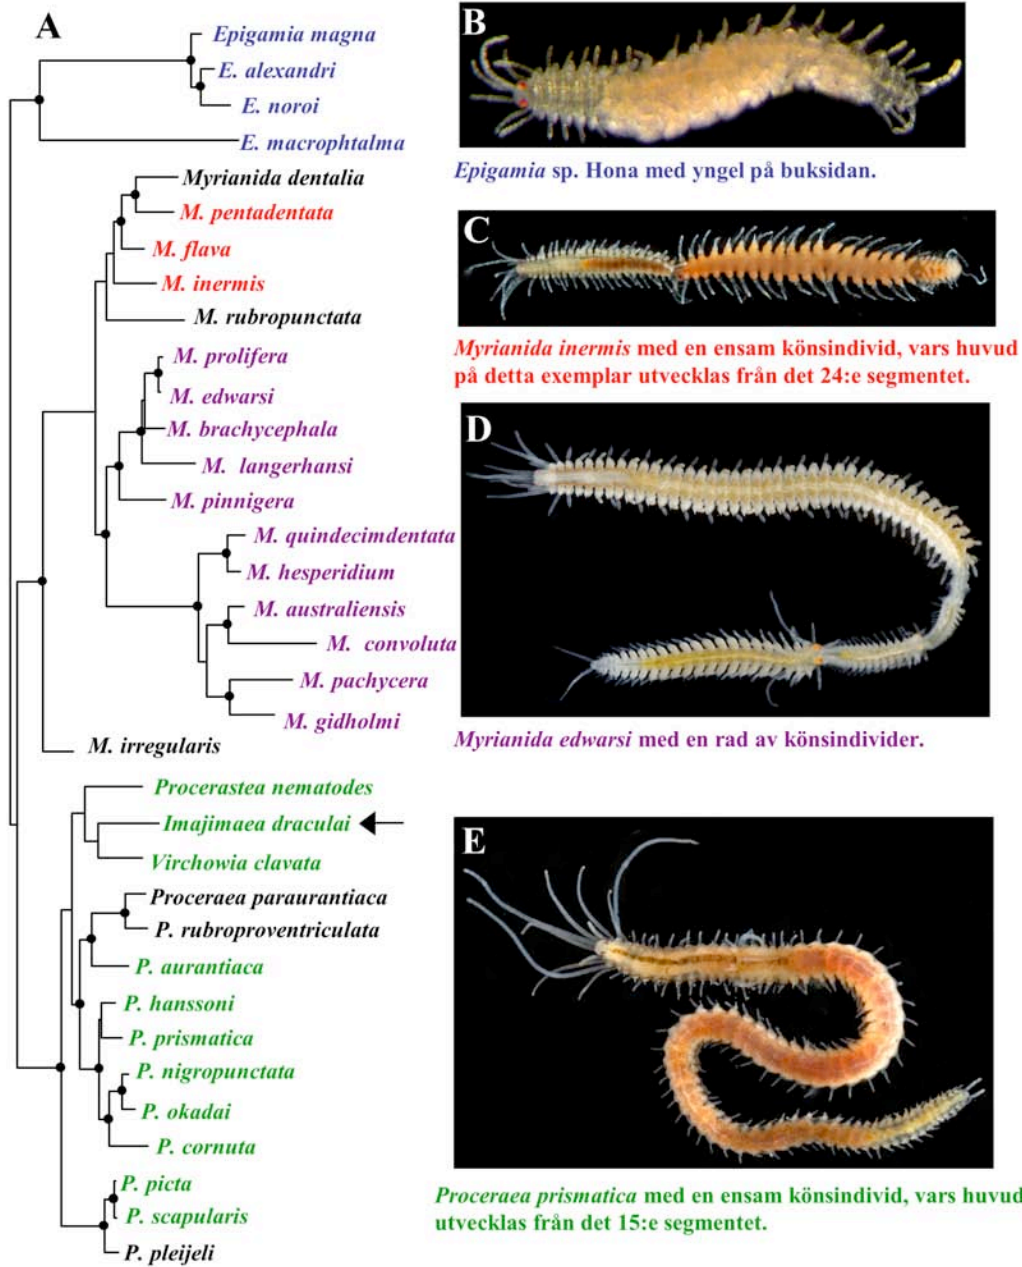 A
Epigamia magna
E. alexandri
E. noroi
E. macrophtalma
Myrianida dentalia
M. pentadentata
M. flava
M. inermis
M. rubropunctata
M. prolifera
M. edwarsi
M. brachycephala
M. langerhansi
M. pinnigera
M. quindecimdentata
M. hesperidium
M. australiensis
M. convoluta
M. pachycera
M. gidholmi
M. irregularis
Procerastea nematodes
Imajimaea draculai
Virchowia clavata
Proceraea paraurantiaca
P. rubroproventriculata
P. aurantiaca
P. hanssoni
P. prismatica
P. nigropunctata
P. okadai
P. cornuta
P. picta
P. scapularis
P. pleijeli
B
Epigamia sp. Hona med yngel på buksidan.
C
Myrianida inermis med en ensam könsindivid, vars huvud
på detta exemplar utvecklas från det 24:e segmentet.
D
Myrianida edwarsi med en rad av könsindivider.
E
Proceraea prismatica med en ensam könsindivid, vars huvud
utvecklas från det 15:e segmentet.